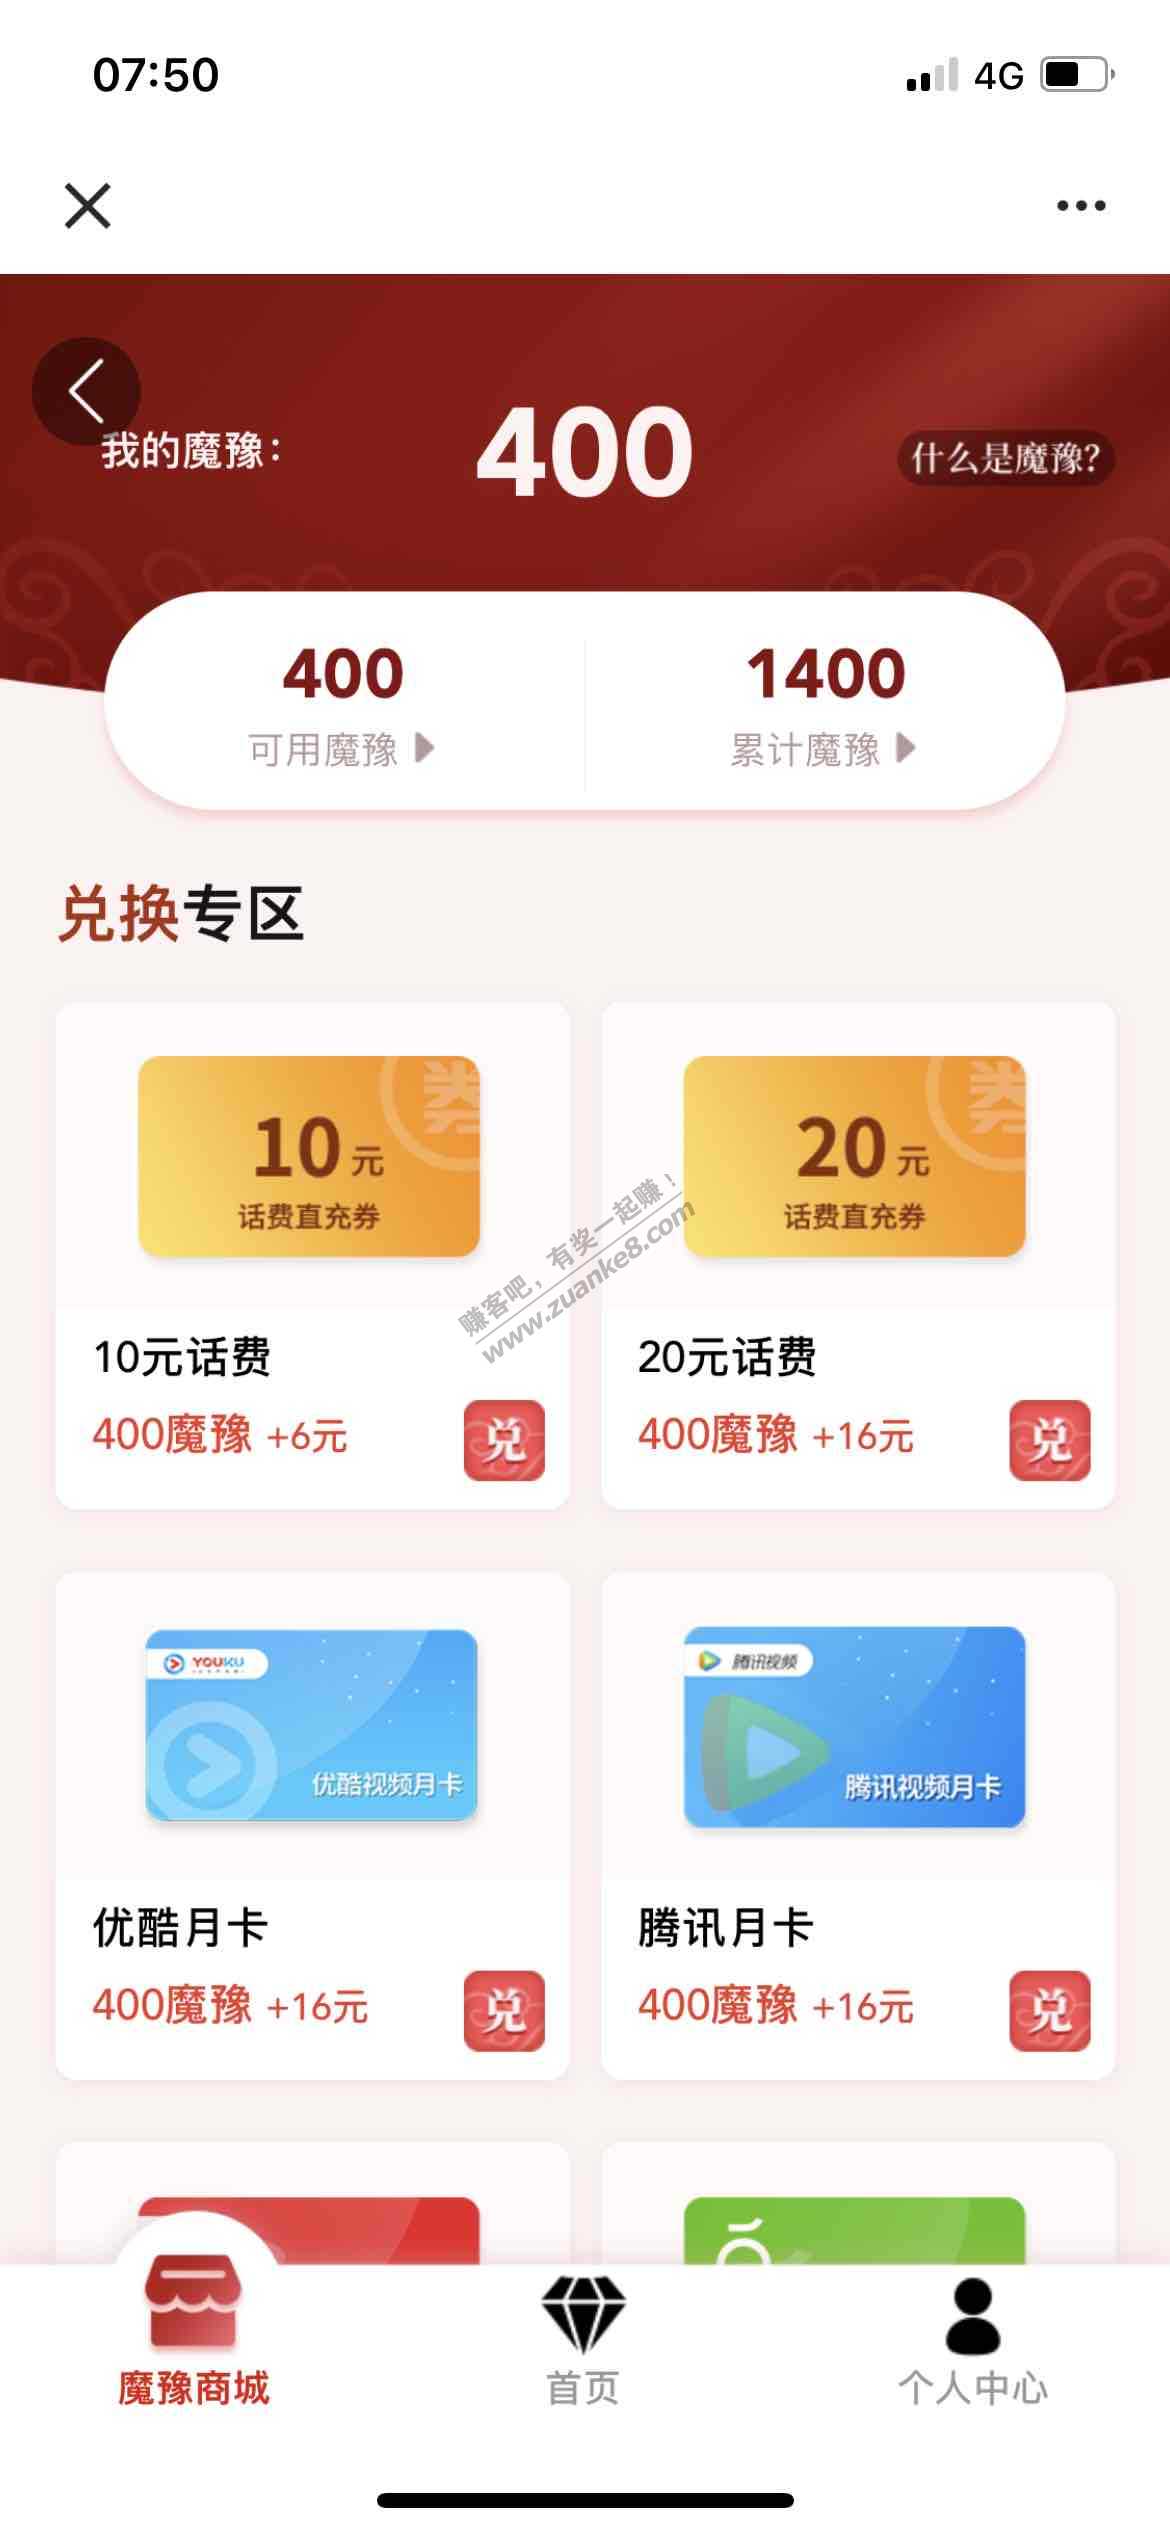 07:50
4G
我的魔豫：
400
什么是魔豫?
400
1400
可用魔豫
累计魔豫
兑换专区
券
10元
话费直充券
券
20元
话费直充券
赚客吧，有奖一起赚！
www.zuanke8.com
10元话费
20元话费
400魔豫 +6元
兑
400魔豫 +16元
兑
YOUKU
优酷视频月卡
腾讯视频
腾讯视频月卡
优酷月卡
腾讯月卡
400魔豫 +16元
兑
400魔豫 +16元
兑
魔豫商城
首页
个人中心